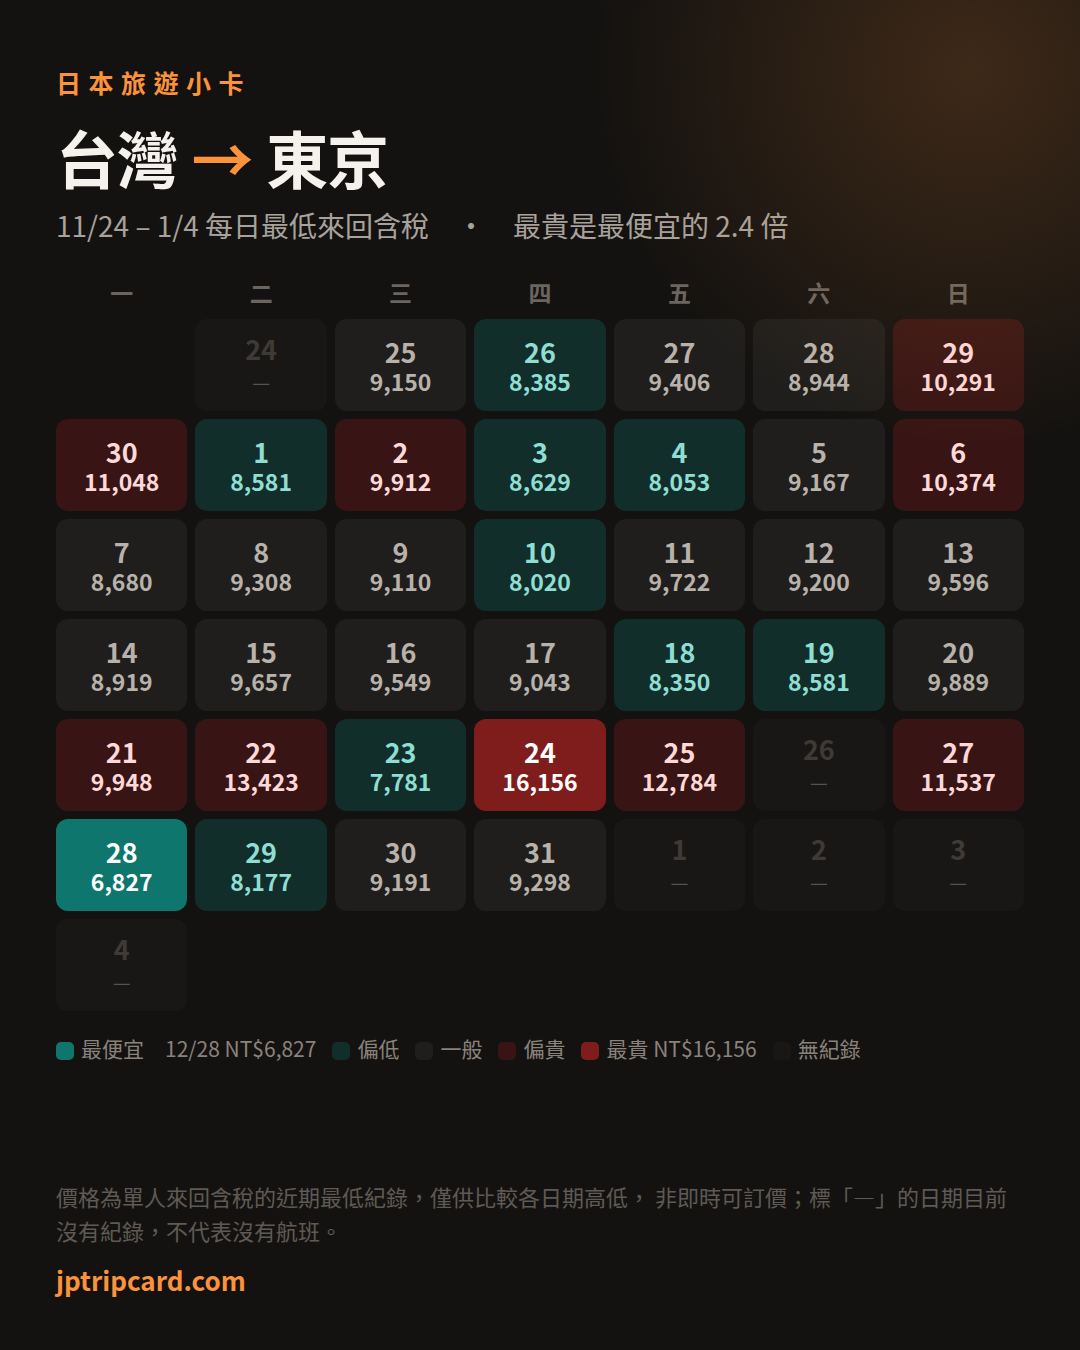 日本旅遊小卡
台灣 → 東京
11/24 – 1/4 每日最低來回含稅 ・ 最貴是最便宜的 2.4 倍
一 二 三 四 五 六 日
24 25 26 27 28 29
— 9,150 8,385 9,406 8,944 10,291
30 1 2 3 4 5 6
11,048 8,581 9,912 8,629 8,053 9,167 10,374
7 8 9 10 11 12 13
8,680 9,308 9,110 8,020 9,722 9,200 9,596
14 15 16 17 18 19 20
8,919 9,657 9,549 9,043 8,350 8,581 9,889
21 22 23 24 25 26 27
9,948 13,423 7,781 16,156 12,784 — 11,537
28 29 30 31 1 2 3
6,827 8,177 9,191 9,298 — — —
4
—
最便宜 12/28 NT$6,827 偏低 一般 偏貴 最貴 NT$16,156 無紀錄
價格為單人來回含稅的近期最低紀錄，僅供比較各日期高低， 非即時可訂價；標「—」的日期目前
沒有紀錄，不代表沒有航班。
jptripcard.com